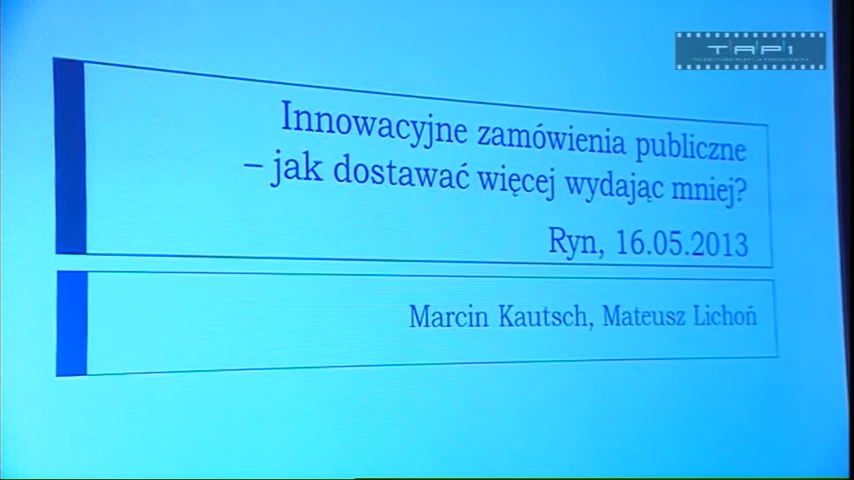 TAP1
Innowacyjne zamówienia publiczne
– jak dostawać więcej wydając mniej?
Ryn, 16.05.2013
Marcin Kautsch, Mateusz Lichoń